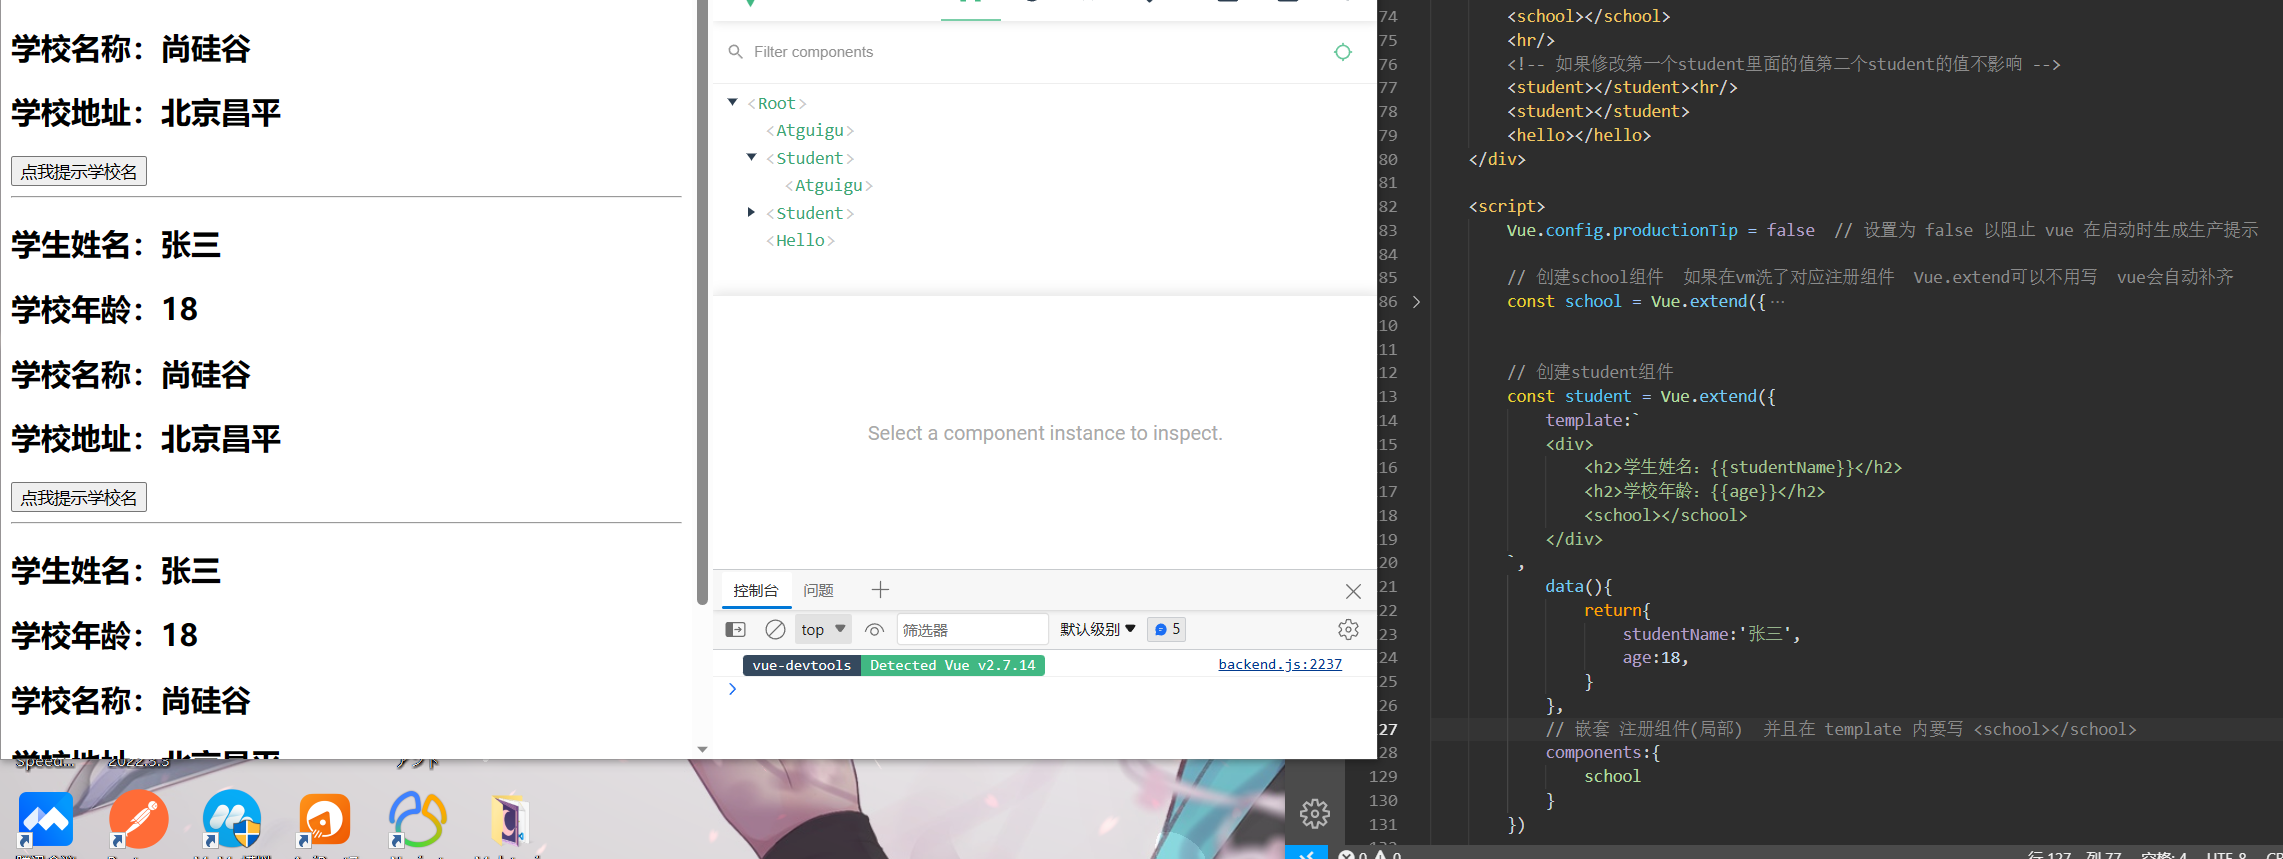 学校名称：尚硅谷
学校地址：北京昌平
点我提示学校名
学生姓名：张三
学校年龄：18
学校名称：尚硅谷
学校地址：北京昌平
点我提示学校名
学生姓名：张三
学校年龄：18
学校名称：尚硅谷
学校地址：北京昌平
Speed...
2022.3.3
Filter components
<Root>
<Atguigu>
<Student>
<Atguigu>
<Student>
<Hello>
Select a component instance to inspect.
控制台 问题
top 筛选器 默认级别 5
vue-devtools Detected Vue v2.7.14 backend.js:2237
74 <school></school>
75 <hr/>
76 <!-- 如果修改第一个student里面的值第二个student的值不影响 -->
77 <student></student><hr/>
78 <student></student>
79 <hello></hello>
80 </div>
81
82 <script>
83 Vue.config.productionTip = false // 设置为 false 以阻止 vue 在启动时生成生产提示
84
85 // 创建school组件 如果在vm洗了对应注册组件 Vue.extend可以不用写 vue会自动补齐
86 const school = Vue.extend({ ···
10
11
12 // 创建student组件
13 const student = Vue.extend({
14 template:`
15 <div>
16 <h2>学生姓名：{{studentName}}</h2>
17 <h2>学校年龄：{{age}}</h2>
18 <school></school>
19 </div>
20 `,
21 data(){
22 return{
23 studentName:'张三',
24 age:18,
25 }
26 },
27 // 嵌套 注册组件(局部) 并且在 template 内要写 <school></school>
28 components:{
129 school
130 }
131 })